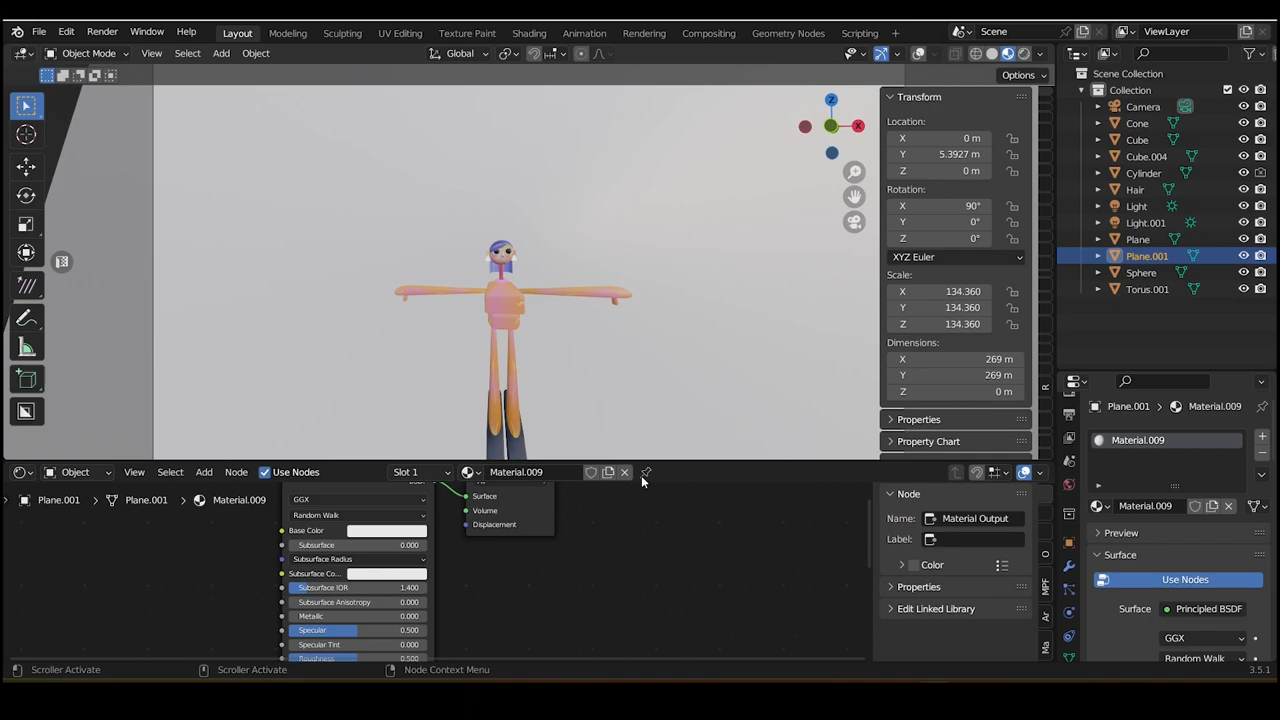 File Edit Render Window Help Layout Modeling Sculpting UV Editing Texture Paint Shading Animation Rendering Compositing Geometry Nodes Scripting + Scene ViewLayer
Object Mode View Select Add Object Global
Options
Scene Collection
Collection
Camera
Cone
Cube
Cube.004
Cylinder
Hair
Light
Light.001
Plane
Plane.001
Sphere
Torus.001
Z
X
Transform
Location:
X 0 m
Y 5.3927 m
Z 0 m
Rotation:
X 90°
Y 0°
Z 0°
XYZ Euler
Scale:
X 134.360
Y 134.360
Z 134.360
Dimensions:
X 269 m
Y 269 m
Z 0 m
Properties
Property Chart
R
Plane.001 > Material.009
Material.009
Material.009
Preview
Surface
Use Nodes
Surface Principled BSDF
GGX
Random Walk
Object View Select Add Node Use Nodes Slot 1 Material.009
Plane.001 > Plane.001 > Material.009
GGX
Random Walk
Base Color
Subsurface 0.000
Subsurface Radius
Subsurface Co...
Subsurface IOR 1.400
Subsurface Anisotropy 0.000
Metallic 0.000
Specular 0.500
Specular Tint 0.000
Roughness 0.500
Surface
Volume
Displacement
Node
Name: Material Output
Label:
Color
Properties
Edit Linked Library
O
MPF
Ar
Ma
Scroller Activate Scroller Activate Node Context Menu 3.5.1